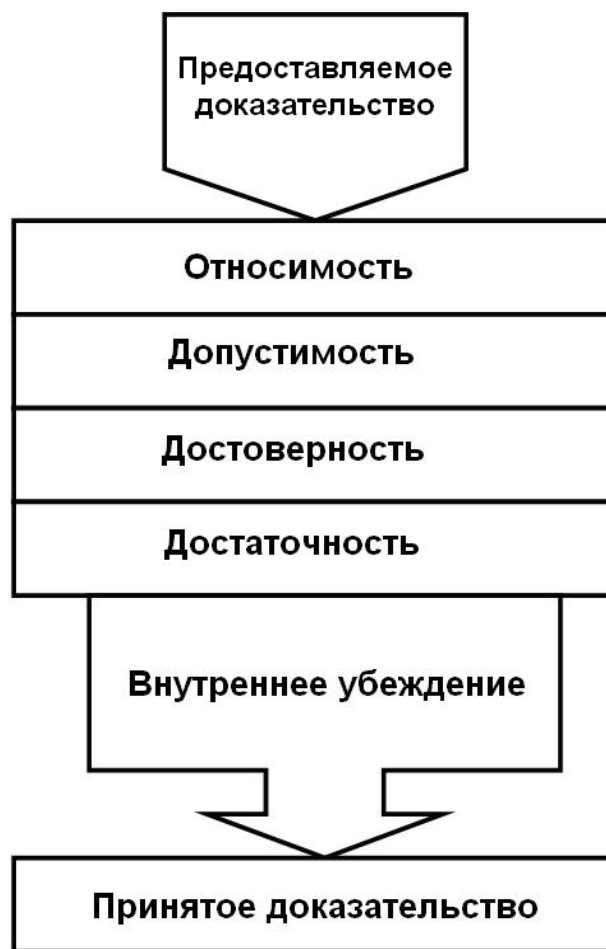 Предоставляемое
доказательство
Относимость
Допустимость
Достоверность
Достаточность
Внутреннее убеждение
Принятое доказательство